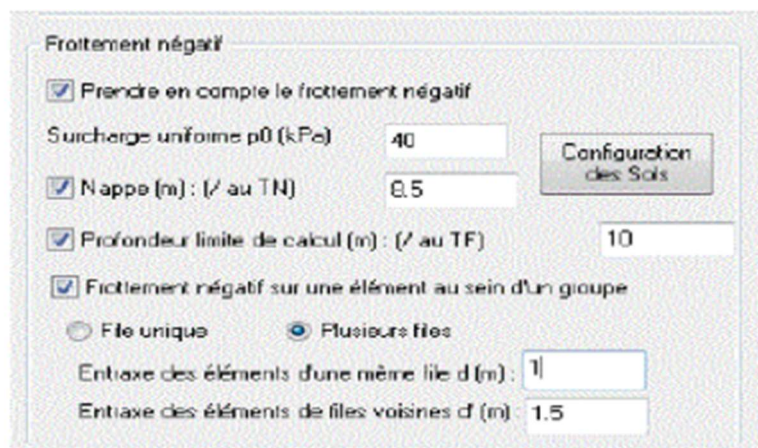 Frottement négatif
Prendre en compte le frottement négatif
Surcharge uniforme p0 (kPa) 40
Configuration des Sols
Nappe (m) : (/ au TN) 8.5
Profondeur limite de calcul (m) : (/ au TF) 10
Frottement négatif sur une élément au sein d'un groupe
File unique Plusieurs files
Entraxe des éléments d'une même file d (m) : 1
Entraxe des éléments de files voisines d' (m) : 1.5